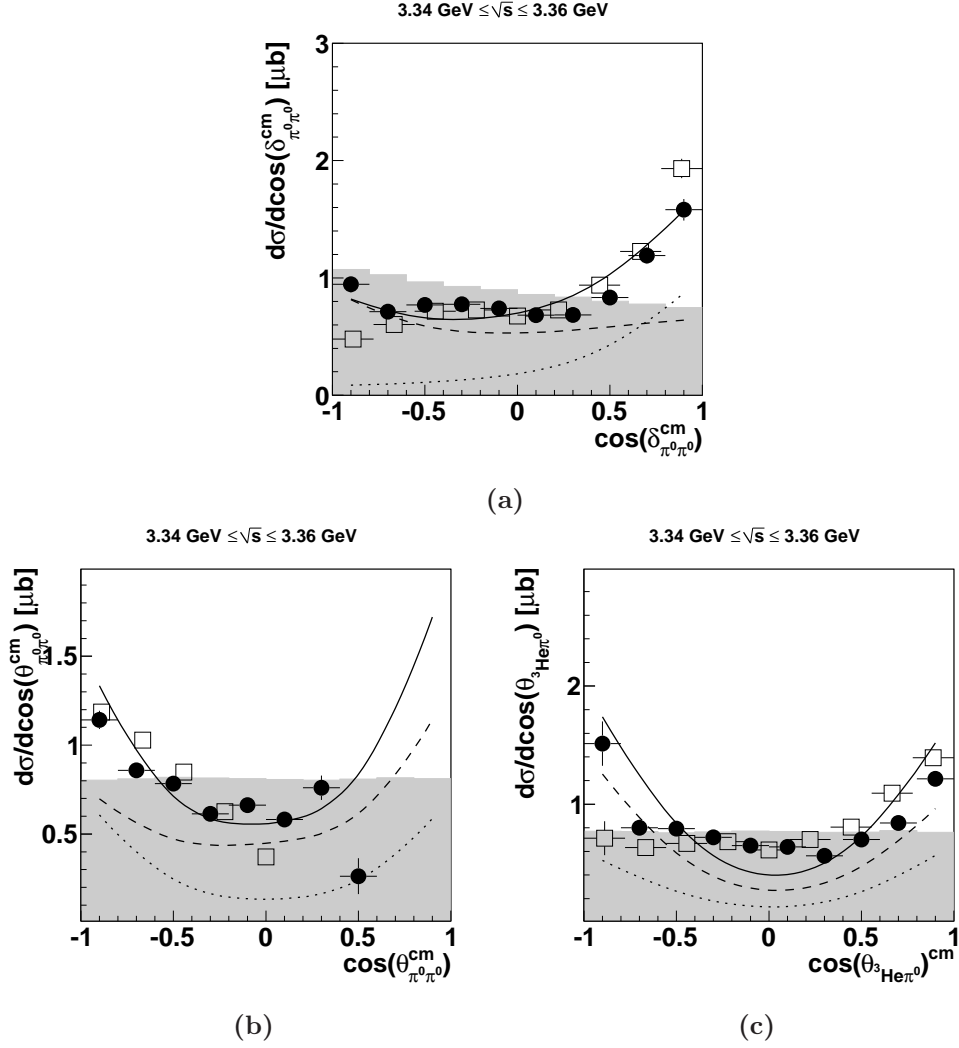 3.34 GeV ≤√s ≤ 3.36 GeV
dσ/dcos(δ^cm_π⁰π⁰) [μb]
3
2
1
0
-1 -0.5 0 0.5 1
cos(δ^cm_π⁰π⁰)
(a)
3.34 GeV ≤√s ≤ 3.36 GeV
dσ/dcos(θ^cm_π⁰π⁰) [μb]
1.5
1
0.5
-1 -0.5 0 0.5 1
cos(θ^cm_π⁰π⁰)
(b)
3.34 GeV ≤√s ≤ 3.36 GeV
dσ/dcos(θ_³Heπ⁰) [μb]
2
1
-1 -0.5 0 0.5 1
cos(θ_³Heπ⁰)^cm
(c)